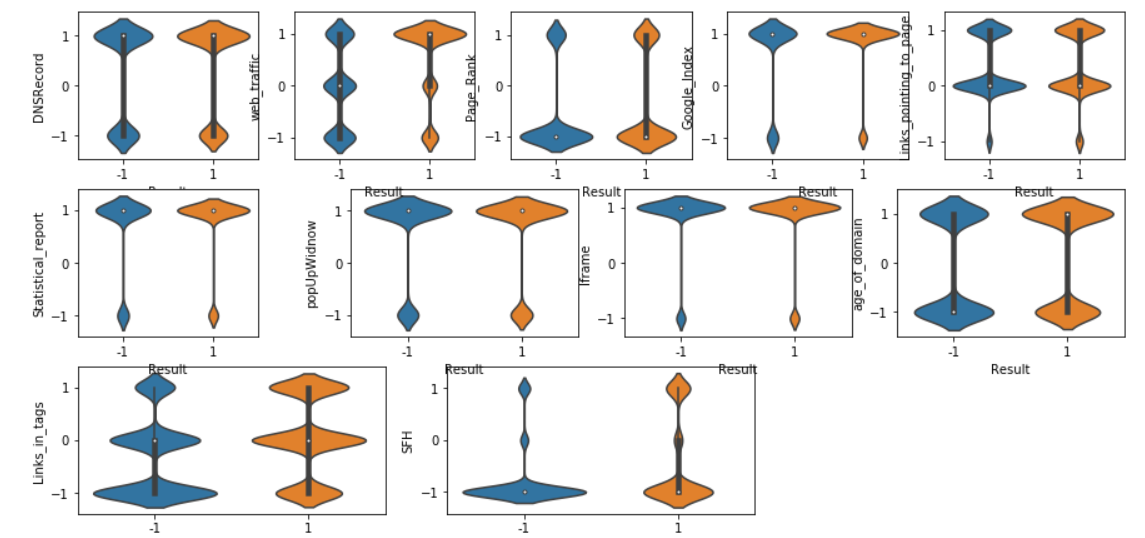 DNSRecord
1
0
−1
-1 1
Result
web_traffic
1
0
−1
-1 1
Result
Page_Rank
1
−1
-1 1
Result
Google_Index
1
0
−1
-1 1
Result
Links_pointing_to_page
1
0
−1
-1 1
Result
Statistical_report
1
0
−1
-1 1
Result
popUpWidnow
1
0
−1
-1 1
Result
Iframe
1
0
−1
-1 1
Result
age_of_domain
1
0
−1
-1 1
Result
Links_in_tags
1
0
−1
-1 1
SFH
1
0
−1
-1 1